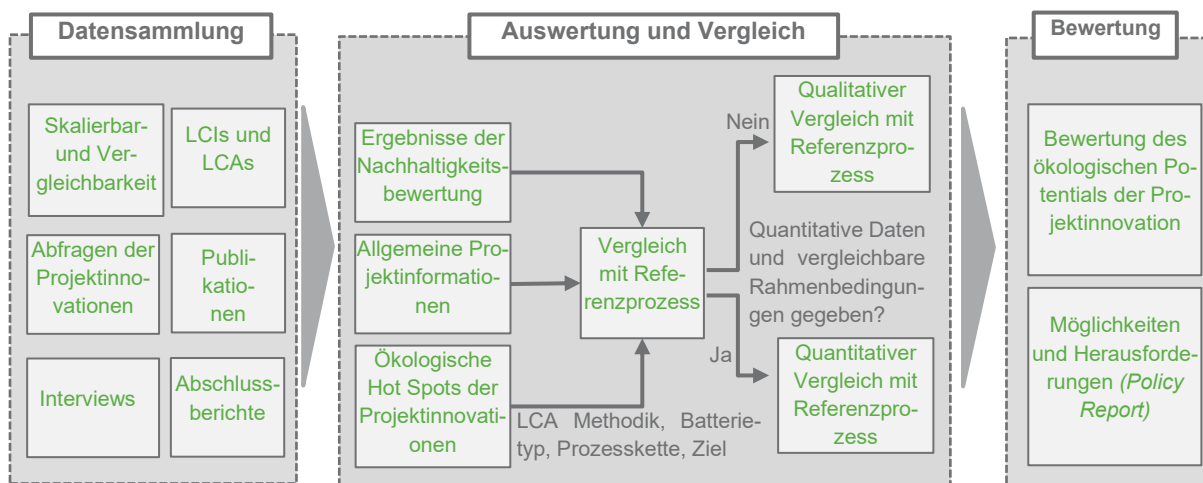 Datensammlung
Skalierbar-
und Ver-
gleichbarkeit
LCIs und
LCAs
Abfragen der
Projektinno-
vationen
Publi-
katio-
nen
Interviews
Abschluss-
berichte
Auswertung und Vergleich
Ergebnisse der
Nachhaltigkeits-
bewertung
Allgemeine Pro-
jektinformatio-
nen
Ökologische
Hot Spots der
Projektinnovati-
onen
Vergleich
mit Refe-
renzprozess
LCA Methodik, Batterie-
typ, Prozesskette, Ziel
Nein
Qualitativer
Vergleich mit
Referenzpro-
zess
Quantitative Daten
und vergleichbare
Rahmenbedingun-
gen gegeben?
Ja
Quantitativer
Vergleich mit
Referenzpro-
zess
Bewertung
Bewertung des
ökologischen Po-
tentials der Pro-
jektinnovation
Möglichkeiten
und Herausforde-
rungen (Policy
Report)